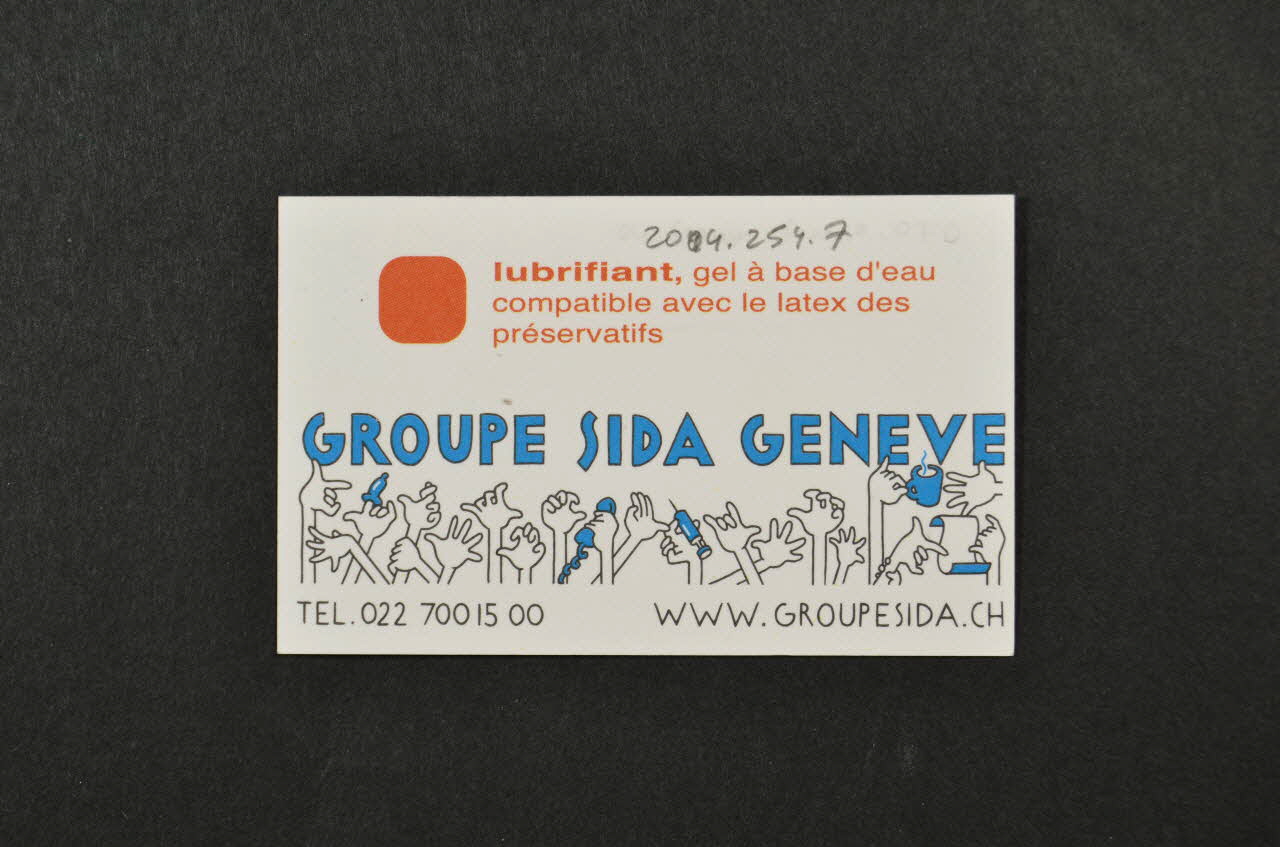 2004.254.7
lubrifiant, gel à base d'eau
compatible avec le latex des
préservatifs
GROUPE SIDA GENEVE
TEL. 022 700 15 00
WWW.GROUPESIDA.CH